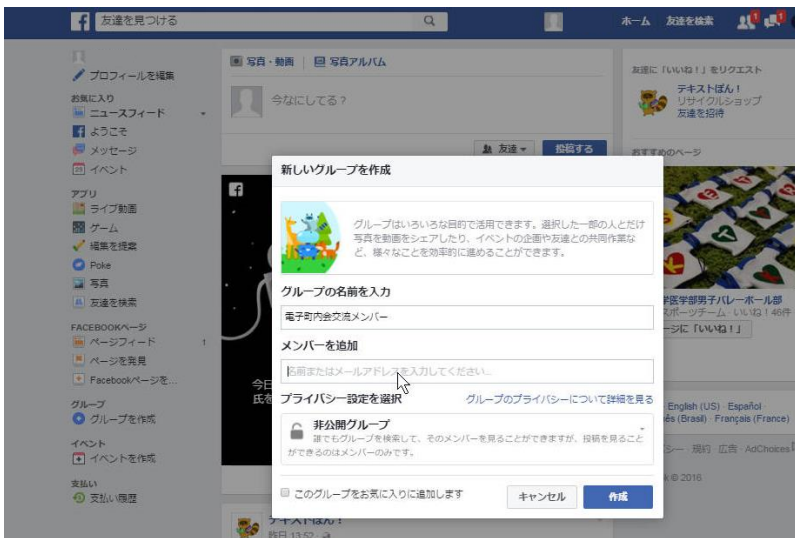 友達を見つける
ホーム
友達を検索
プロフィールを編集
お気に入り
ニュースフィード
ようこそ
メッセージ
イベント
アプリ
ライブ動画
ゲーム
編集を提案
Poke
写真
友達を検索
FACEBOOKページ
ページフィード 1
ページを発見
Facebookページを...
グループ
グループを作成
イベント
イベントを作成
支払い
支払い履歴
写真・動画
写真アルバム
今なにしてる?
友達
投稿する
新しいグループを作成
グループはいろいろな目的で活用できます。選択した一部の人とだけ
写真を動画をシェアしたり、イベントの企画や友達との共同作業な
ど、様々なことを効率的に進めることができます。
グループの名前を入力
電子町内会交流メンバー
メンバーを追加
名前またはメールアドレスを入力してください...
プライバシー設定を選択
グループのプライバシーについて詳細を見る
非公開グループ
誰でもグループを検索して、そのメンバーを見ることができますが、投稿を見ること
ができるのはメンバーのみです。
このグループをお気に入りに追加します
キャンセル
作成
今日
氏を
テキストぽん!
昨日 13:52
友達に「いいね!」をリクエスト
テキストぽん!
リサイクルショップ
友達を招待
おすすめのページ
医学部男子バレーボール部
スポーツチーム · いいね!46件
ージに「いいね!」
English (US) · Español
Français (France)
規約 · 広告 · AdChoices
© 2016